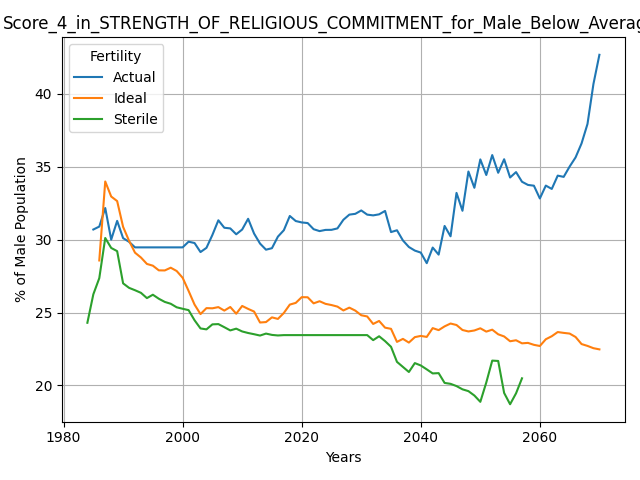 Score_4_in_STRENGTH_OF_RELIGIOUS_COMMITMENT_for_Male_Below_Averag
Fertility
Actual
Ideal
Sterile
% of Male Population
40
35
30
25
20
1980 2000 2020 2040 2060
Years